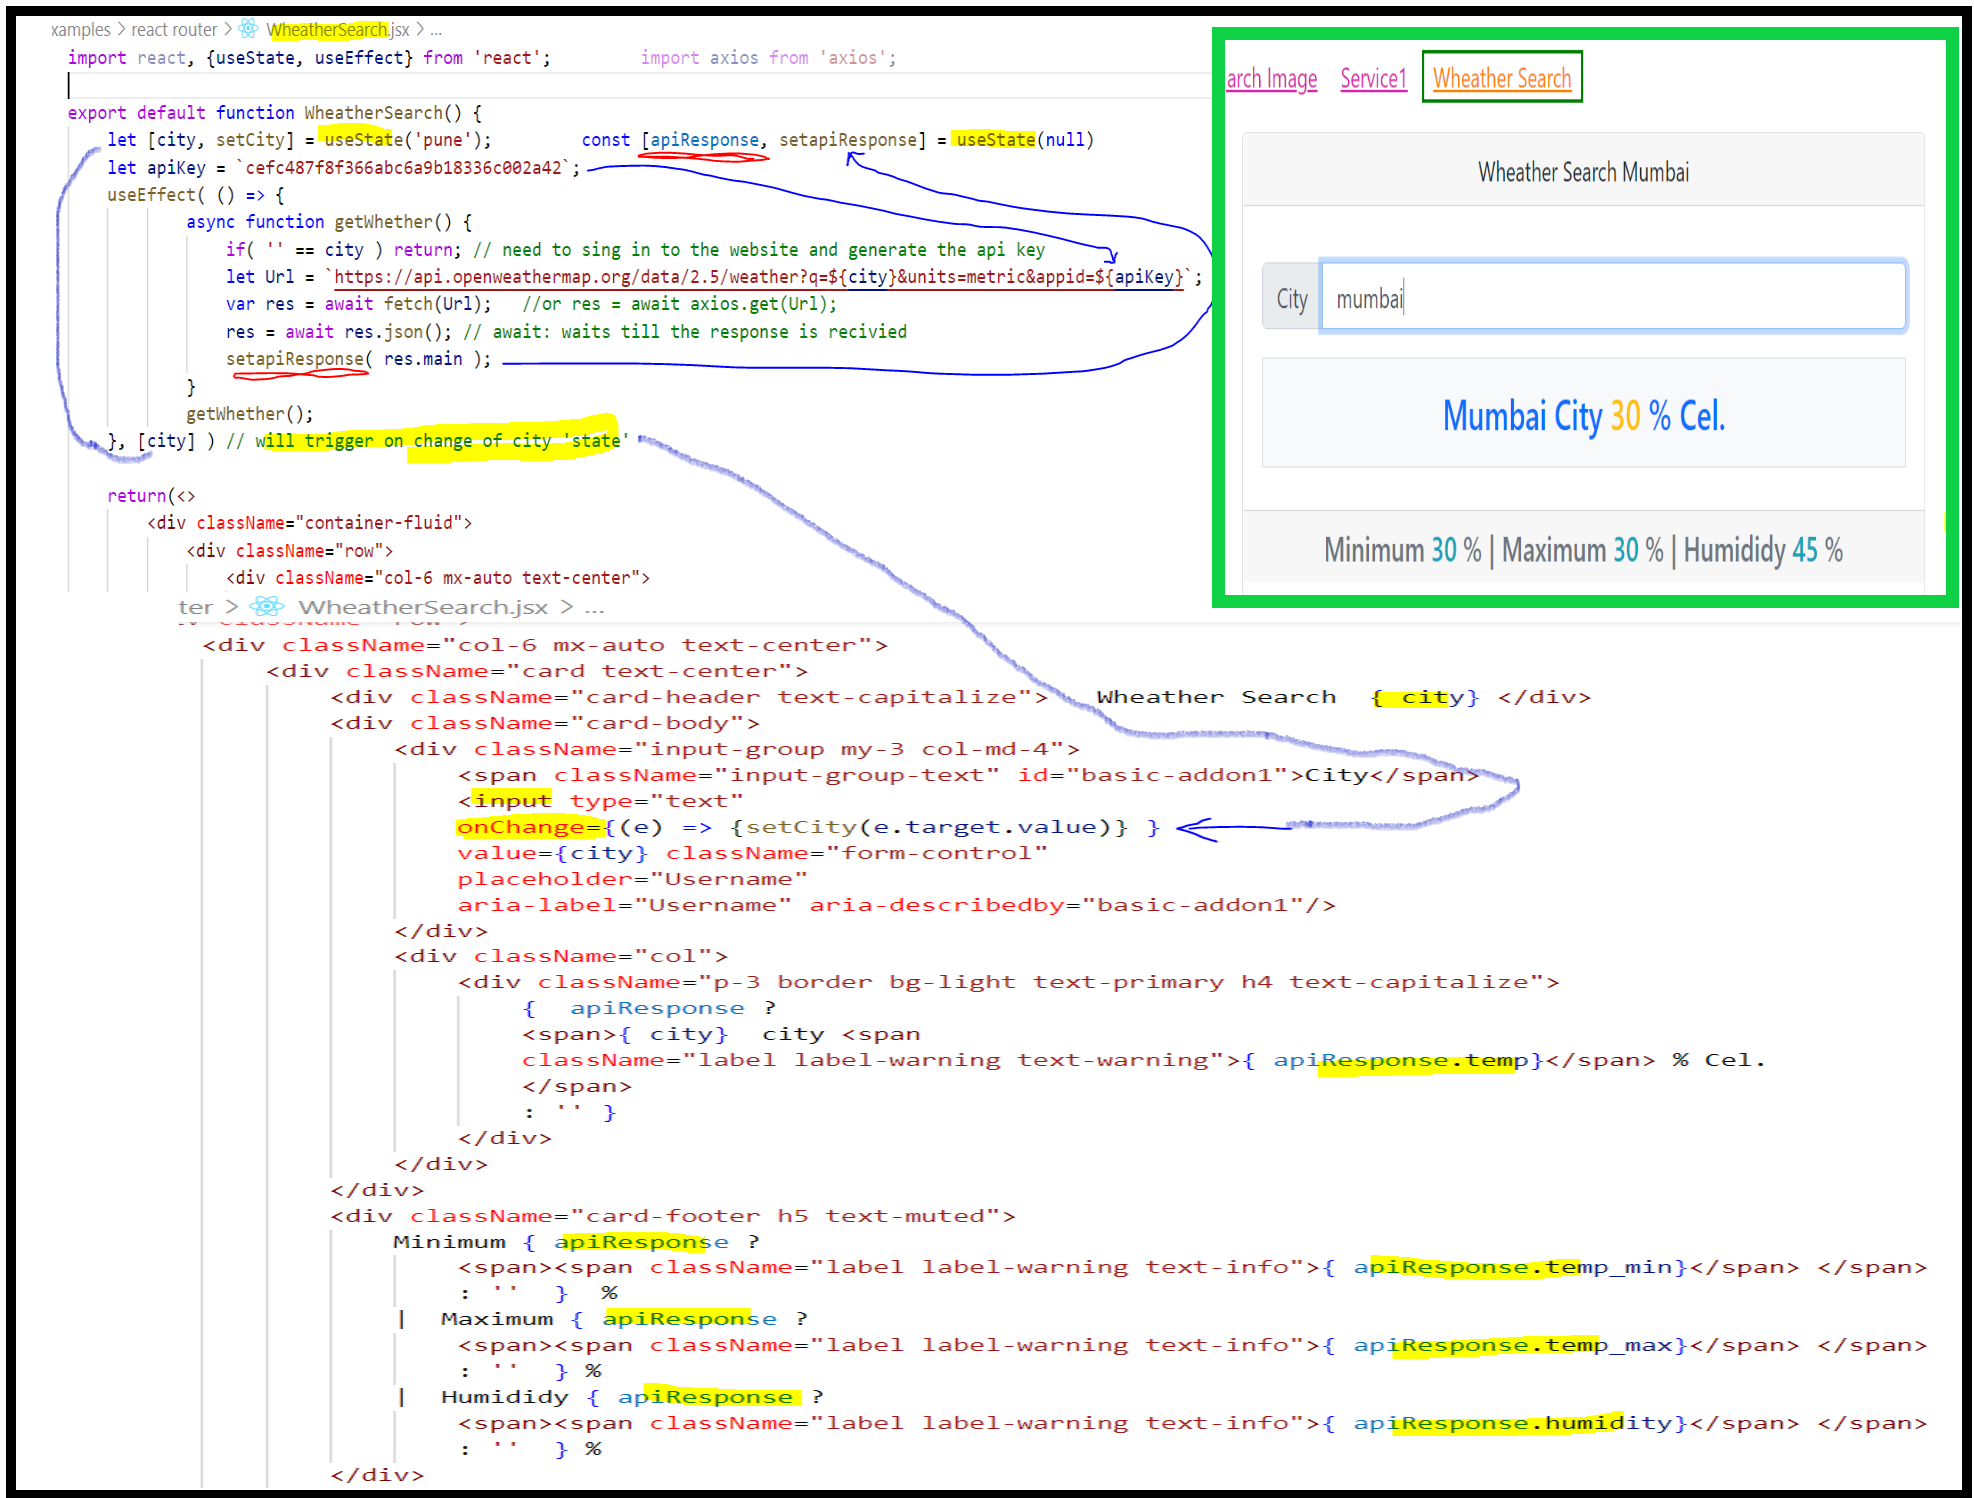 xamples > react router > WheatherSearch.jsx > ...
import react, {useState, useEffect} from 'react'; import axios from 'axios';
export default function WheatherSearch() {
let [city, setCity] = useState('pune'); const [apiResponse, setapiResponse] = useState(null)
let apiKey = `cefc487f8f366abc6a9b18336c002a42`;
useEffect( () => {
async function getWhether() {
if( '' == city ) return; // need to sing in to the website and generate the api key
let Url = `https://api.openweathermap.org/data/2.5/weather?q=${city}&units=metric&appid=${apiKey}`;
var res = await fetch(Url); //or res = await axios.get(Url);
res = await res.json(); // await: waits till the response is recivied
setapiResponse( res.main );
}
getWhether();
}, [city] ) // will trigger on change of city 'state'
return(<>
<div className="container-fluid">
<div className="row">
<div className="col-6 mx-auto text-center">
arch Image Service1 Wheather Search
Wheather Search Mumbai
City mumbai
Mumbai City 30 % Cel.
Minimum 30 % | Maximum 30 % | Humididy 45 %
ter > WheatherSearch.jsx > ...
<div className="col-6 mx-auto text-center">
<div className="card text-center">
<div className="card-header text-capitalize"> Wheather Search { city} </div>
<div className="card-body">
<div className="input-group my-3 col-md-4">
<span className="input-group-text" id="basic-addon1">City</span>
<input type="text"
onChange={(e) => {setCity(e.target.value)} }
value={city} className="form-control"
placeholder="Username"
aria-label="Username" aria-describedby="basic-addon1"/>
</div>
<div className="col">
<div className="p-3 border bg-light text-primary h4 text-capitalize">
{ apiResponse ?
<span>{ city} city <span
className="label label-warning text-warning">{ apiResponse.temp}</span> % Cel.
</span>
: '' }
</div>
</div>
</div>
<div className="card-footer h5 text-muted">
Minimum { apiResponse ?
<span><span className="label label-warning text-info">{ apiResponse.temp_min}</span> </span>
: '' } %
| Maximum { apiResponse ?
<span><span className="label label-warning text-info">{ apiResponse.temp_max}</span> </span>
: '' } %
| Humididy { apiResponse ?
<span><span className="label label-warning text-info">{ apiResponse.humidity}</span> </span>
: '' } %
</div>